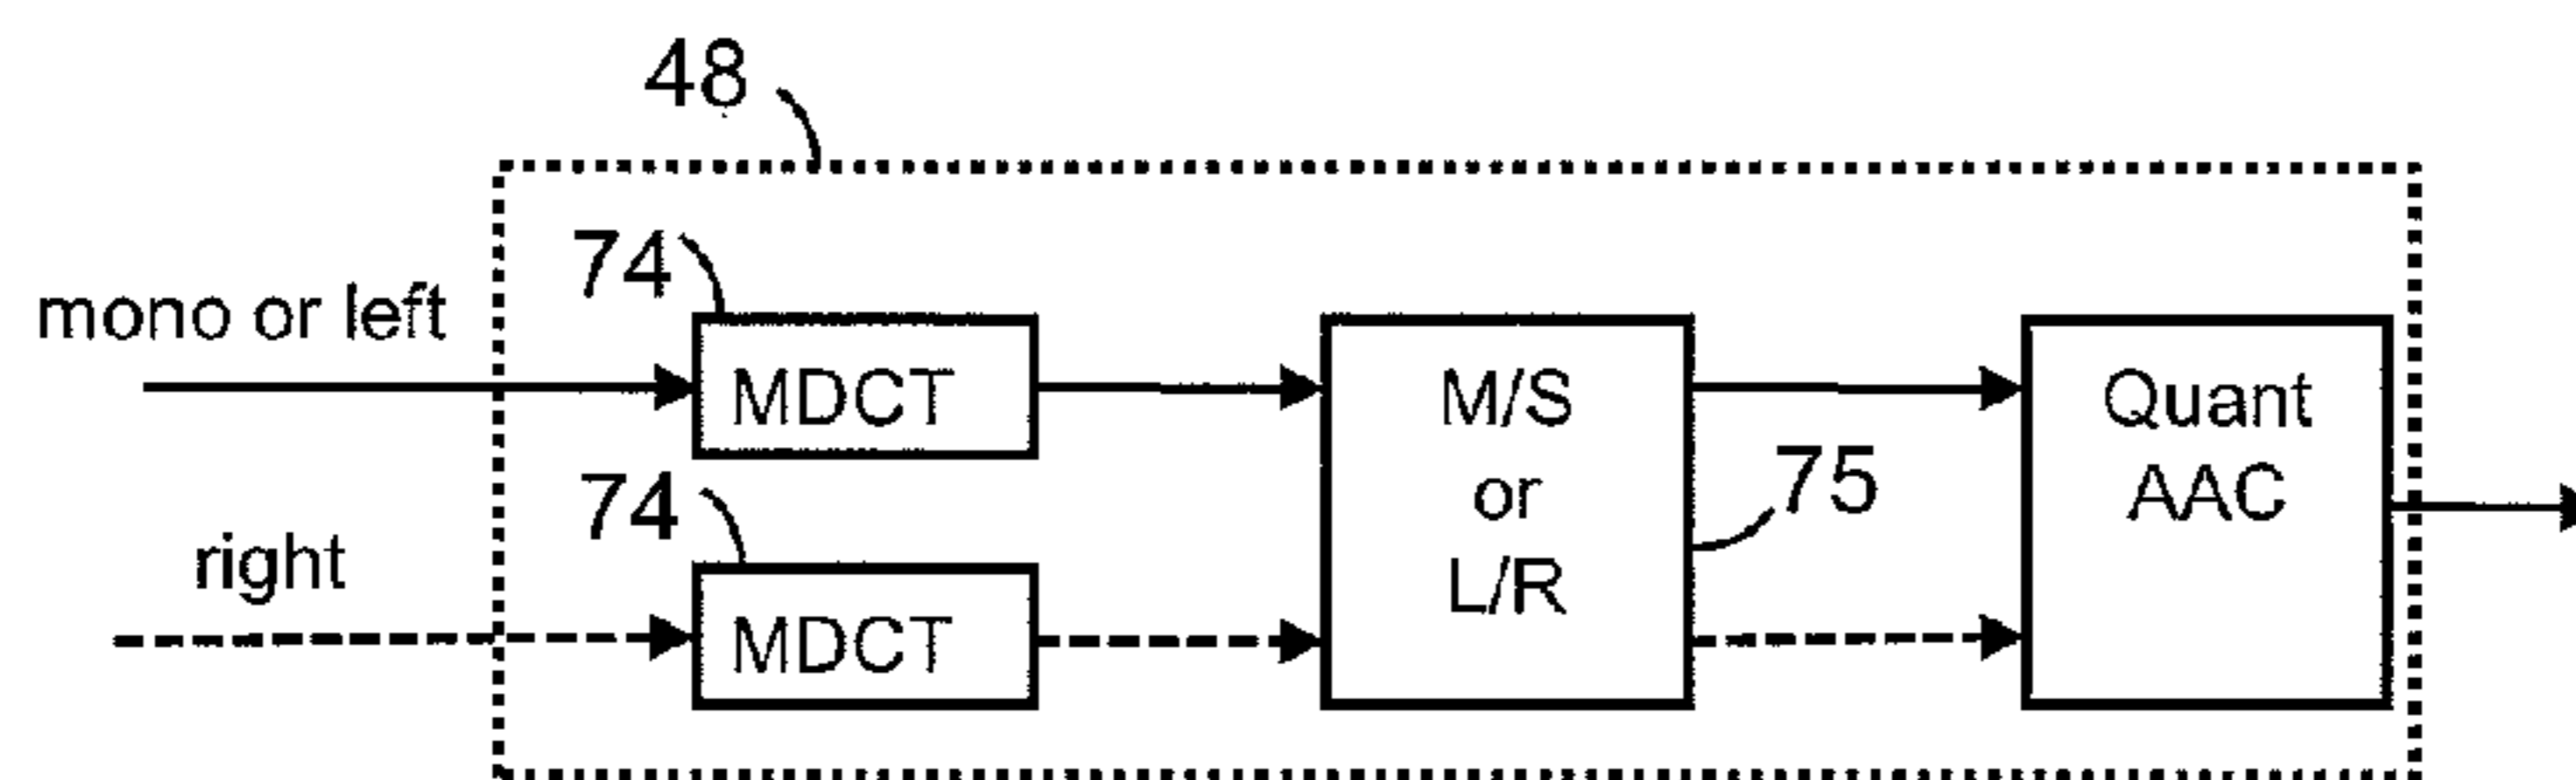 48
74
mono or left
MDCT
M/S
or
L/R
75
Quant
AAC
74
right
MDCT